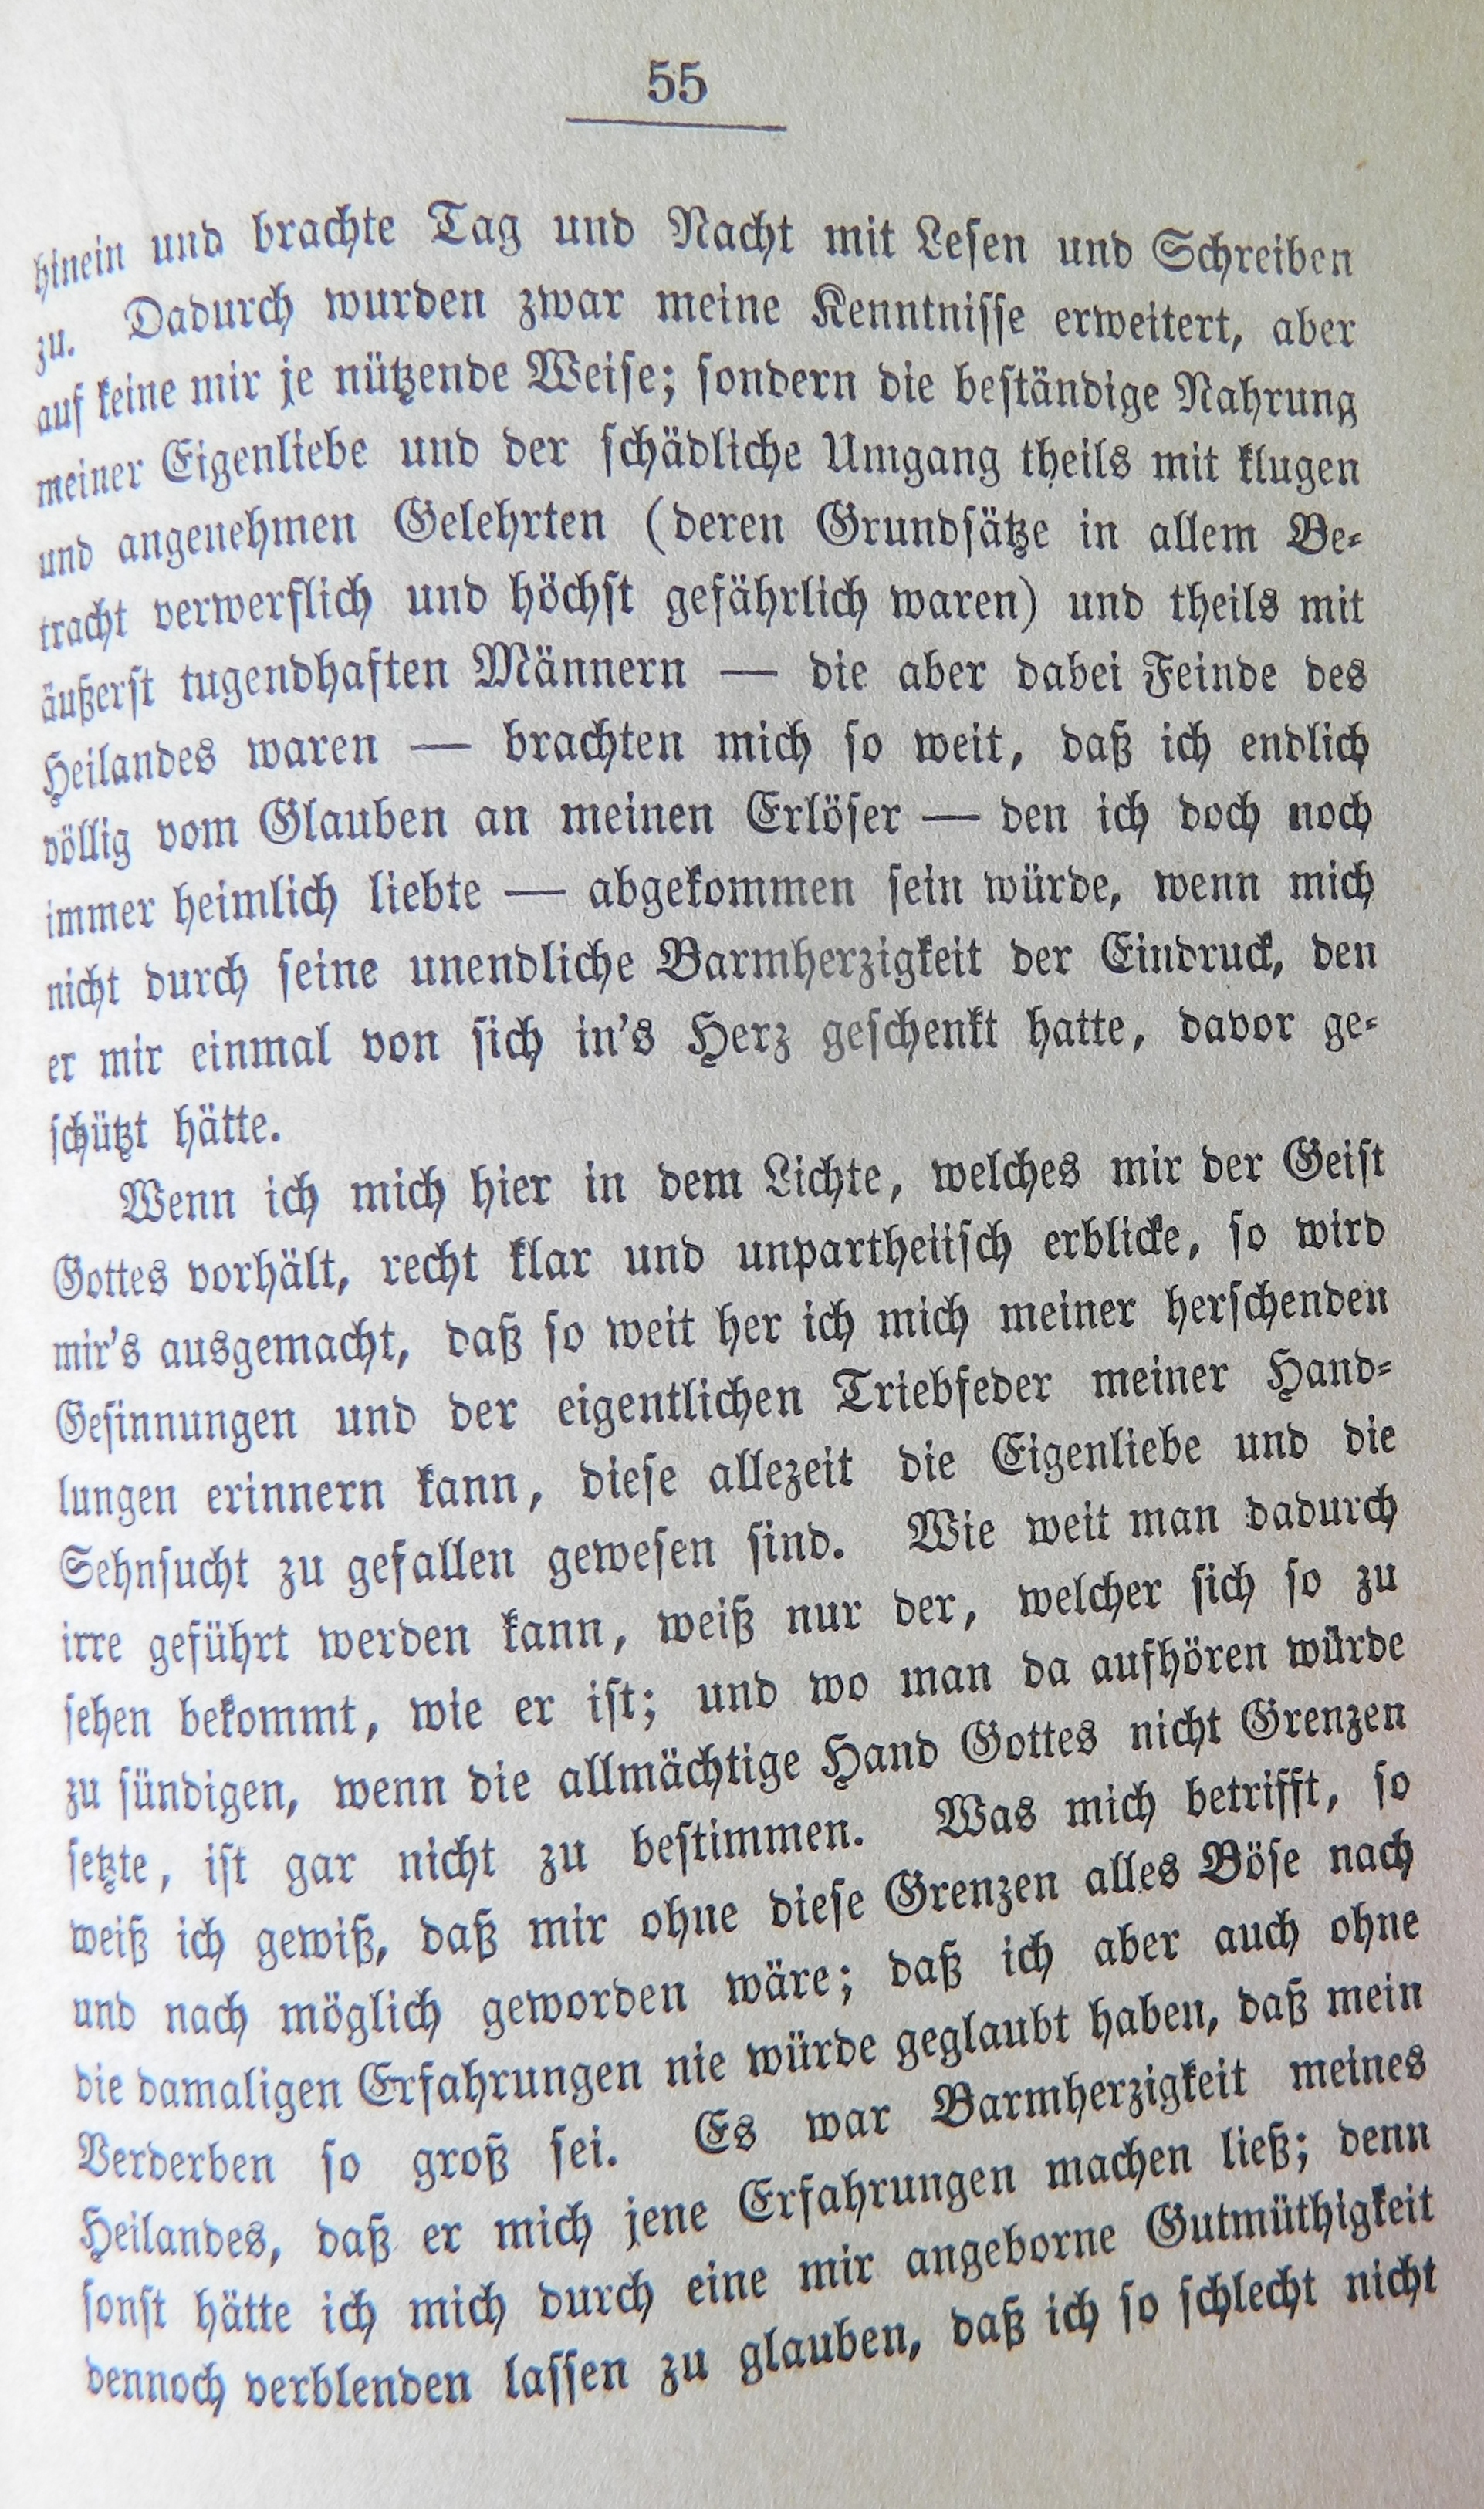 55
hinein und brachte Tag und Nacht mit Lesen und Schreiben
zu. Dadurch wurden zwar meine Kenntnisse erweitert, aber
auf keine mir je nützende Weise; sondern die beständige Nahrung
meiner Eigenliebe und der schädliche Umgang theils mit klugen
und angenehmen Gelehrten (deren Grundsätze in allem Be-
tracht verwerflich und höchst gefährlich waren) und theils mit
äußerst tugendhaften Männern — die aber dabei Feinde des
Heilandes waren — brachten mich so weit, daß ich endlich
völlig vom Glauben an meinen Erlöser — den ich doch noch
immer heimlich liebte — abgekommen sein würde, wenn mich
nicht durch seine unendliche Barmherzigkeit der Eindruck, den
er mir einmal von sich in's Herz geschenkt hatte, davor ge-
schützt hätte.
Wenn ich mich hier in dem Lichte, welches mir der Geist
Gottes vorhält, recht klar und unpartheiisch erblicke, so wird
mir's ausgemacht, daß so weit her ich mich meiner herschenden
Gesinnungen und der eigentlichen Triebfeder meiner Hand-
lungen erinnern kann, diese allezeit die Eigenliebe und die
Sehnsucht zu gefallen gewesen sind. Wie weit man dadurch
irre geführt werden kann, weiß nur der, welcher sich so zu
sehen bekommt, wie er ist; und wo man da aufhören würde
zu sündigen, wenn die allmächtige Hand Gottes nicht Grenzen
setzte, ist gar nicht zu bestimmen. Was mich betrifft, so
weiß ich gewiß, daß mir ohne diese Grenzen alles Böse nach
und nach möglich geworden wäre; daß ich aber auch ohne
die damaligen Erfahrungen nie würde geglaubt haben, daß mein
Verderben so groß sei. Es war Barmherzigkeit meines
Heilandes, daß er mich jene Erfahrungen machen ließ; denn
sonst hätte ich mich durch eine mir angeborne Gutmüthigkeit
dennoch verblenden lassen zu glauben, daß ich so schlecht nicht